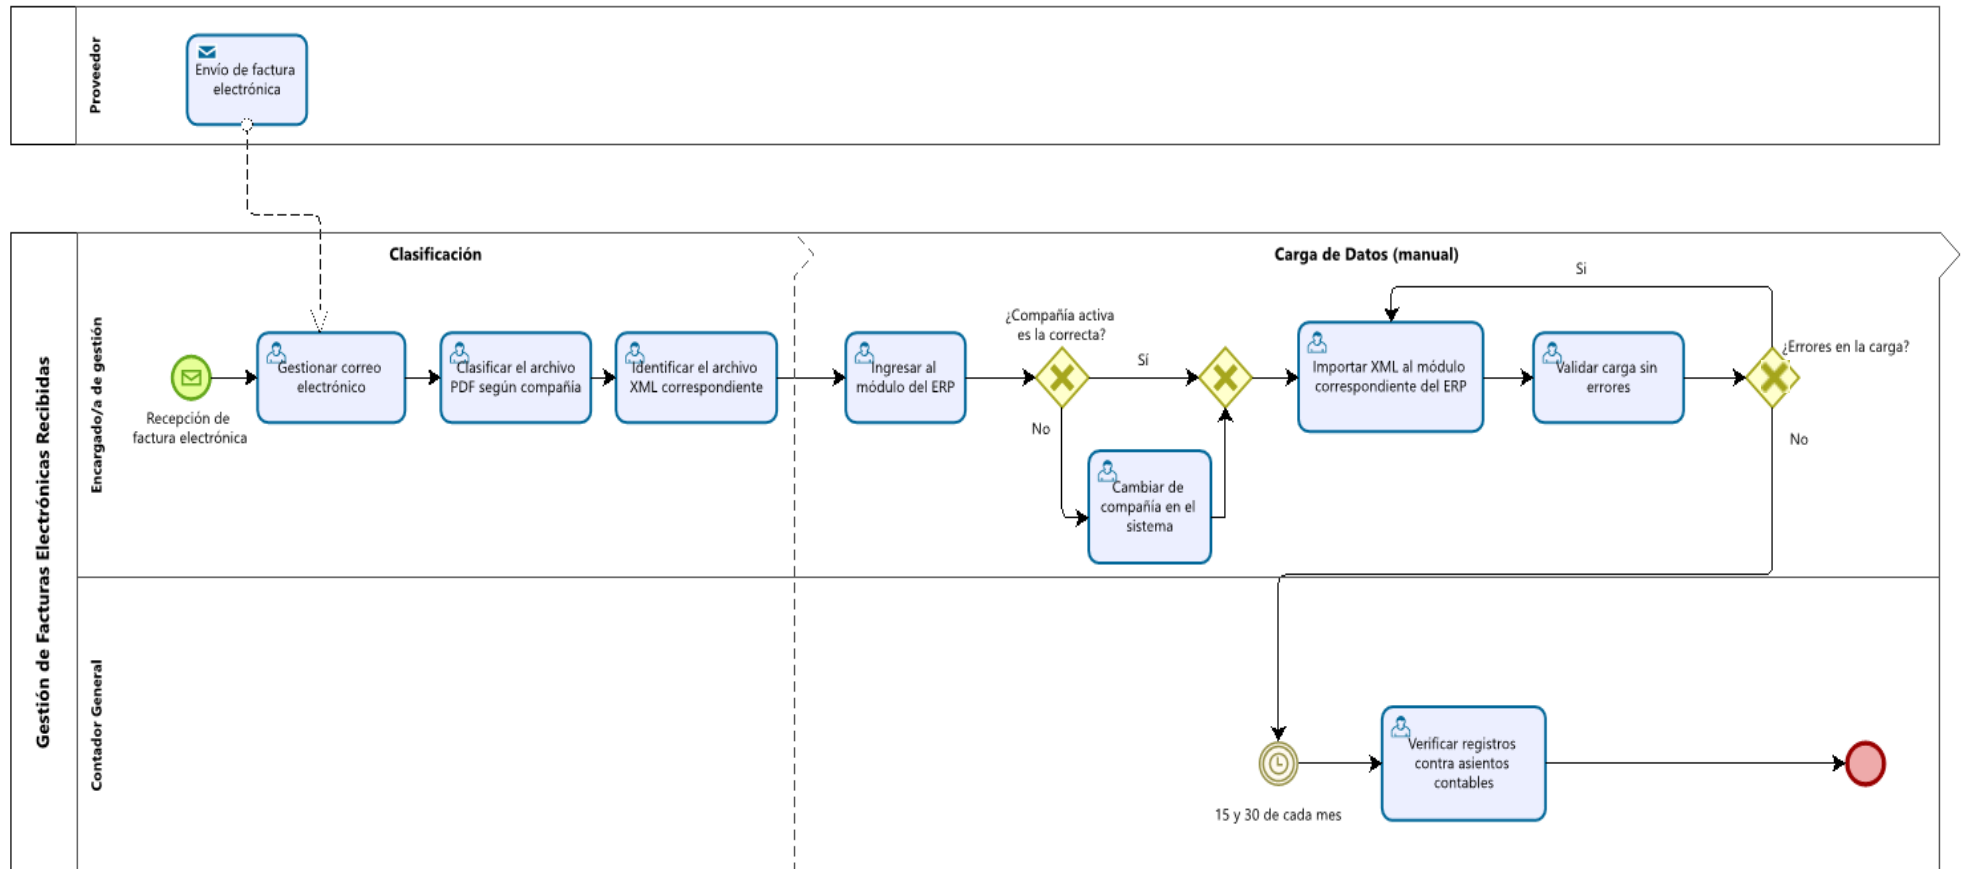 Proveedor
Envío de factura
electrónica
Gestión de Facturas Electrónicas Recibidas
Encargado/a de gestión
Clasificación
Carga de Datos (manual)
Recepción de
factura electrónica
Gestionar correo
electrónico
Clasificar el archivo
PDF según compañía
Identificar el archivo
XML correspondiente
Ingresar al
módulo del ERP
¿Compañía activa
es la correcta?
Sí
No
Cambiar de
compañía en el
sistema
Importar XML al módulo
correspondiente del ERP
Validar carga sin
errores
¿Errores en la carga?
Si
No
Contador General
15 y 30 de cada mes
Verificar registros
contra asientos
contables